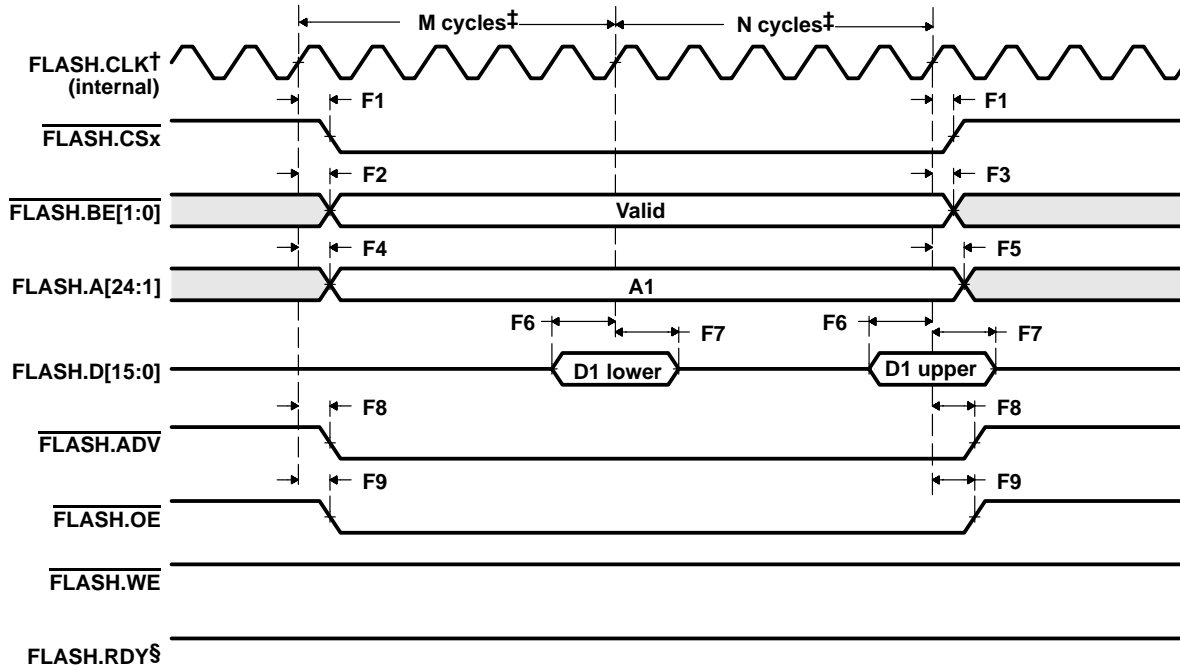 M cycles‡
N cycles‡
FLASH.CLK†
(internal)
F1
F1
FLASH.CSx
F2
F3
FLASH.BE[1:0]
Valid
F4
F5
FLASH.A[24:1]
A1
F6
F7
F6
F7
FLASH.D[15:0]
D1 lower
D1 upper
F8
F8
FLASH.ADV
F9
F9
FLASH.OE
FLASH.WE
FLASH.RDY§